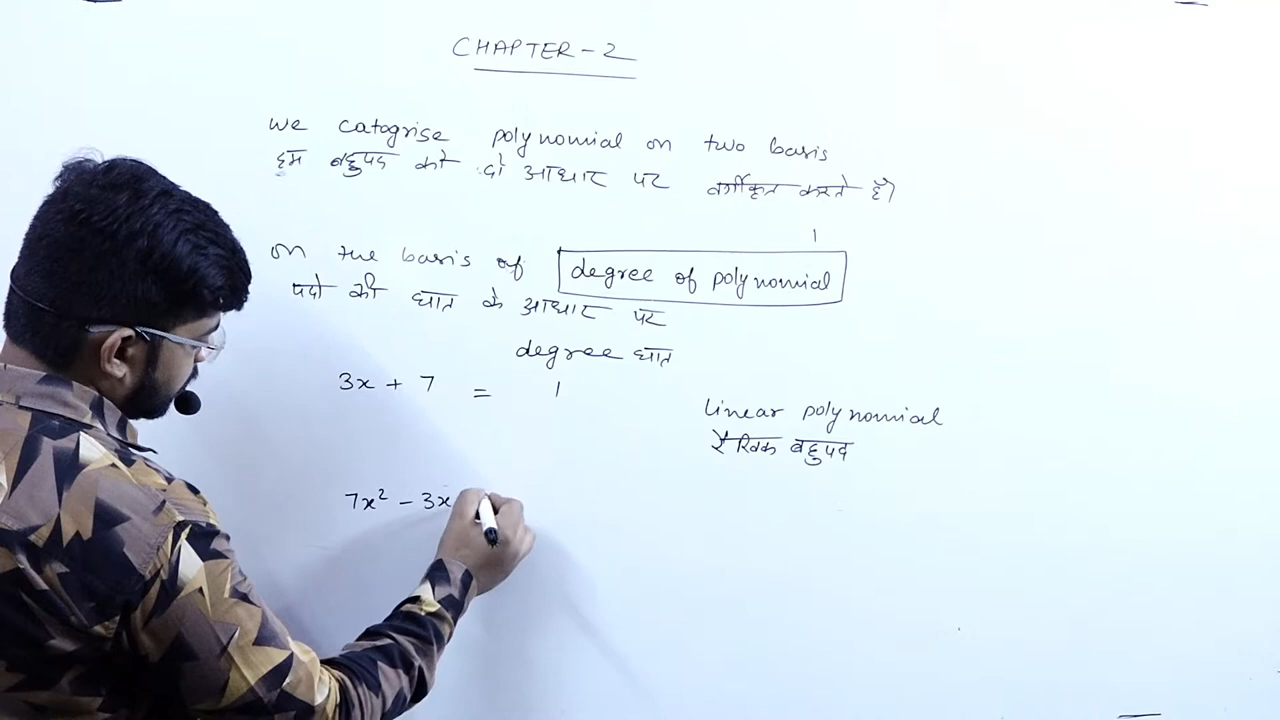 CHAPTER - 2
we catogrise polynomial on two basis
हम बहुपद को दो आधार पर वर्गीकृत करते है।
1
on the basis of degree of polynomial
पदो की घात के आधार पर
degree घात
3x + 7 = 1
linear polynomial
रैखिक बहुपद
7x² - 3x